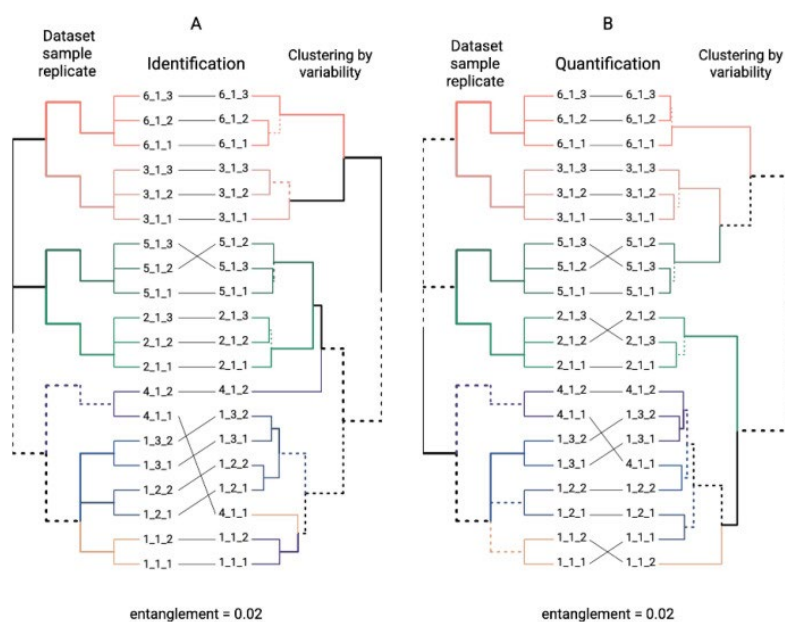 A
Dataset
sample
replicate
Identification
Clustering by
variability
6_1_3 6_1_3
6_1_2 6_1_2
6_1_1 6_1_1
3_1_3 3_1_3
3_1_2 3_1_2
3_1_1 3_1_1
5_1_3 5_1_2
5_1_2 5_1_3
5_1_1 5_1_1
2_1_3 2_1_3
2_1_2 2_1_2
2_1_1 2_1_1
4_1_2 4_1_2
4_1_1 1_3_2
1_3_2 1_3_1
1_3_1 1_2_2
1_2_2 1_2_1
1_2_1 4_1_1
1_1_2 1_1_2
1_1_1 1_1_1
entanglement = 0.02
B
Dataset
sample
replicate
Quantification
Clustering by
variability
6_1_3 6_1_3
6_1_2 6_1_2
6_1_1 6_1_1
3_1_3 3_1_3
3_1_2 3_1_2
3_1_1 3_1_1
5_1_3 5_1_2
5_1_2 5_1_3
5_1_1 5_1_1
2_1_3 2_1_2
2_1_2 2_1_3
2_1_1 2_1_1
4_1_2 4_1_2
4_1_1 1_3_2
1_3_2 1_3_1
1_3_1 4_1_1
1_2_2 1_2_2
1_2_1 1_2_1
1_1_2 1_1_1
1_1_1 1_1_2
entanglement = 0.02